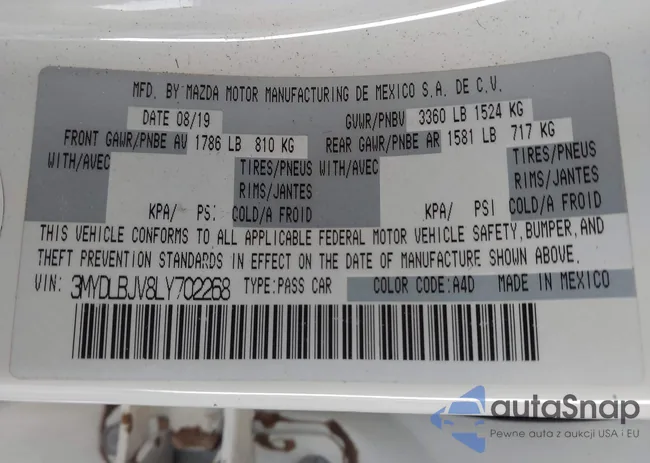 MFD. BY MAZDA MOTOR MANUFACTURING DE MEXICO S.A. DE C.V.
DATE 08/19 GVWR/PNBV 3360 LB 1524 KG
FRONT GAWR/PNBE AV 1786 LB 810 KG REAR GAWR/PNBE AR 1581 LB 717 KG
WITH/AVEC TIRES/PNEUS WITH/AVEC TIRES/PNEUS
RIMS/JANTES RIMS/JANTES
KPA/ PSI COLD/A FROID KPA/ PSI COLD/A FROID
THIS VEHICLE CONFORMS TO ALL APPLICABLE FEDERAL MOTOR VEHICLE SAFETY, BUMPER, AND
THEFT PREVENTION STANDARDS IN EFFECT ON THE DATE OF MANUFACTURE SHOWN ABOVE.
VIN: 3MYDLBJV8LY702268 TYPE:PASS CAR COLOR CODE:A4D MADE IN MEXICO
autaSnap
Pewne auta z aukcji USA i EU